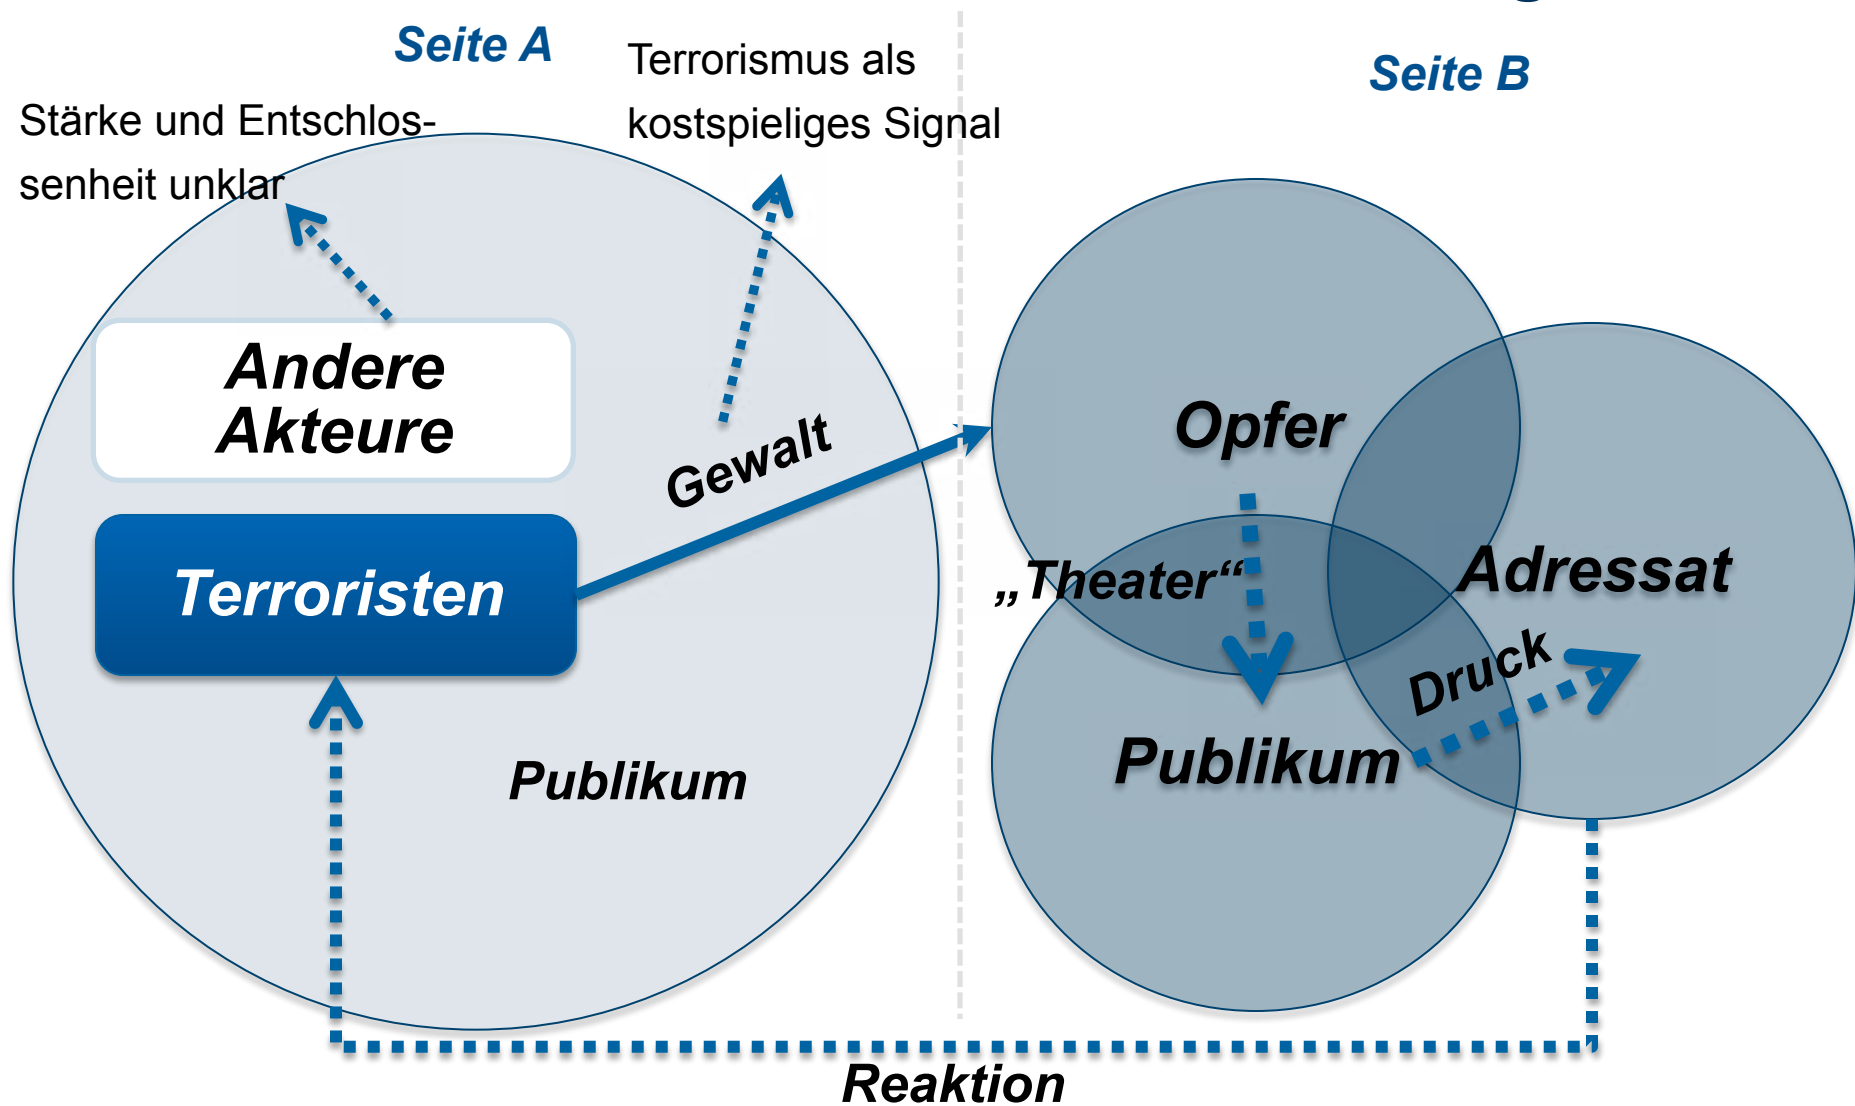 Seite A
Terrorismus als
kostspieliges Signal
Seite B
Stärke und Entschlos-
senheit unklar
Andere
Akteure
Gewalt
Opfer
Terroristen
„Theater“
Adressat
Druck
Publikum
Publikum
Reaktion